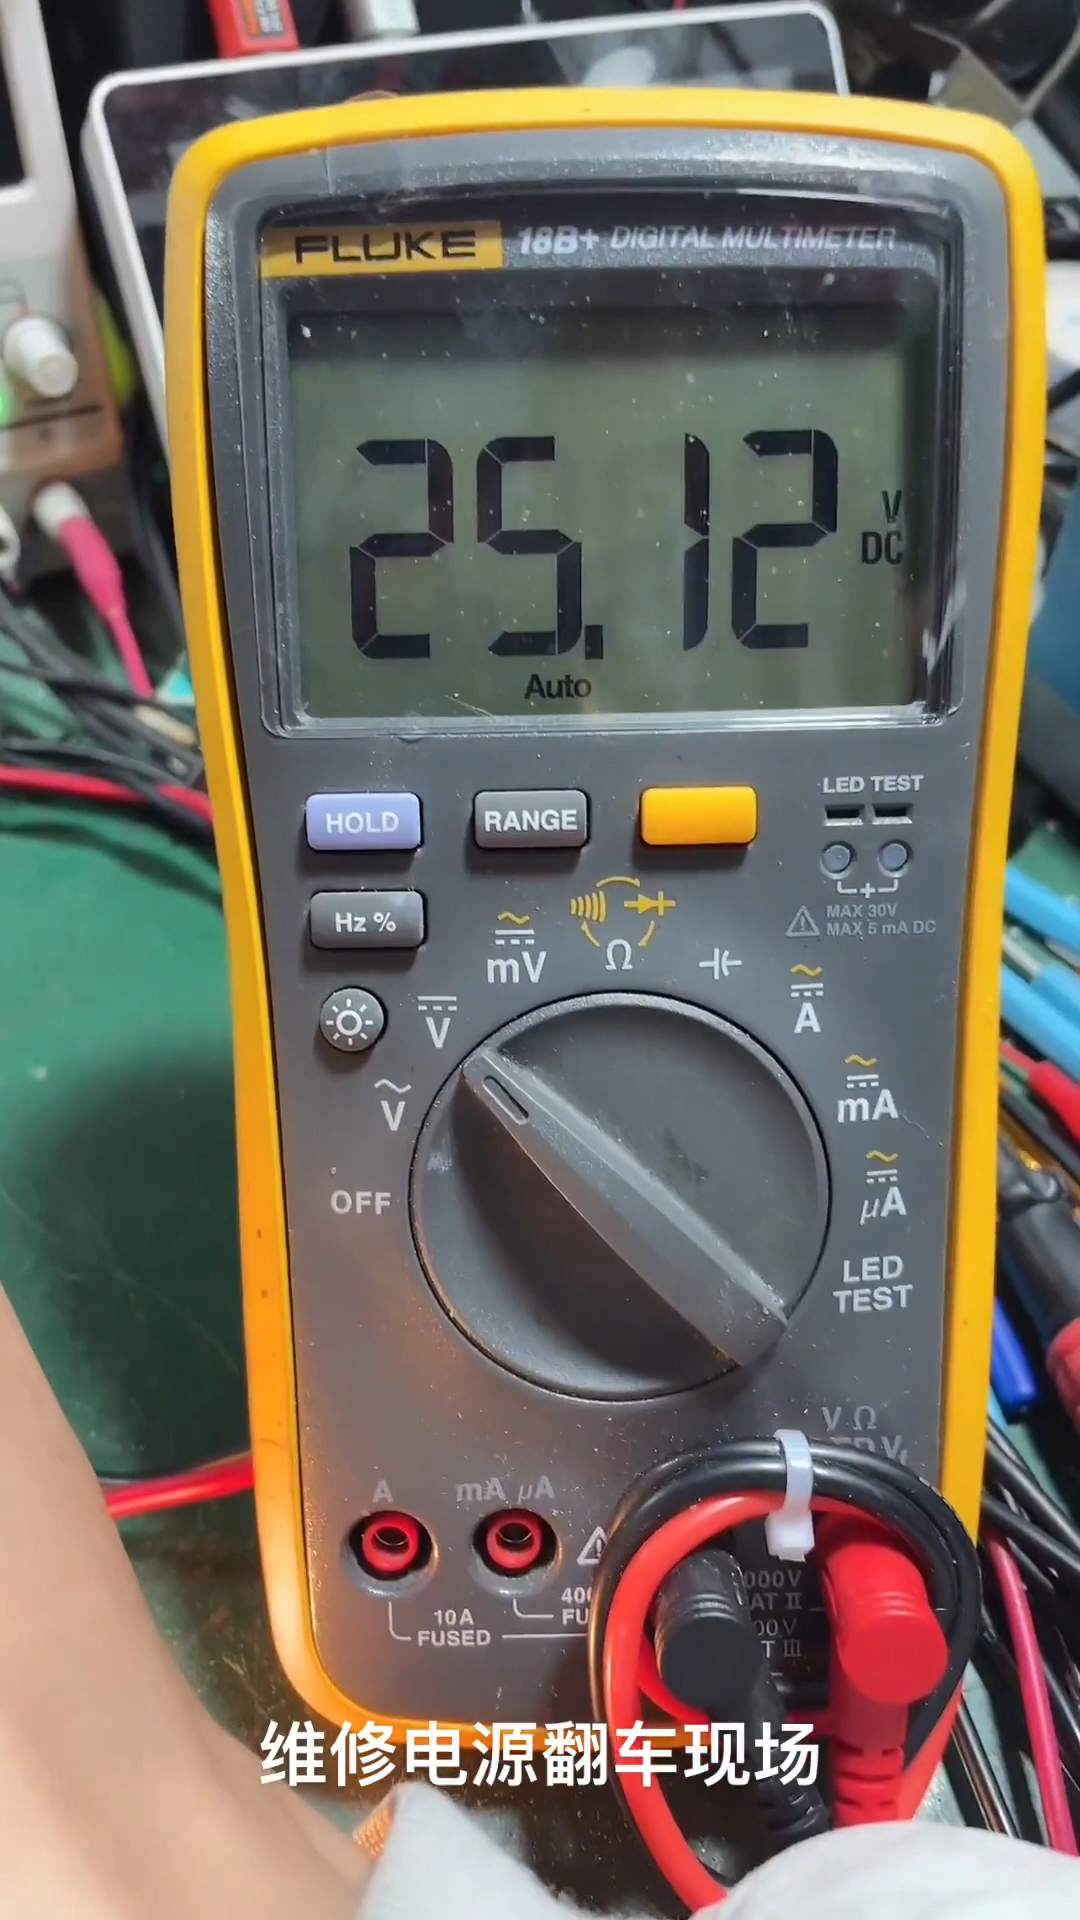 FLUKE 18B+ DIGITAL MULTIMETER
25.12 V DC
Auto
HOLD RANGE
LED TEST
Hz %
MAX 30V
MAX 5 mA DC
mV Ω
V A
V mA
OFF μA
LED
TEST
V Ω
A mA μA
10A
FUSED
维修电源翻车现场